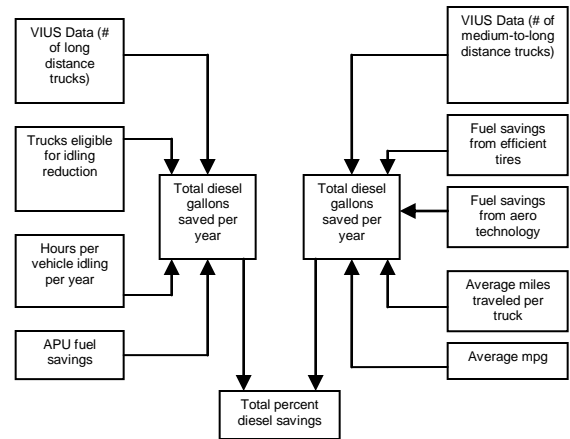 VIUS Data (#
of long
distance
trucks)
Trucks eligible
for idling
reduction
Hours per
vehicle idling
per year
APU fuel
savings
Total diesel
gallons
saved per
year
Total diesel
gallons
saved per
year
VIUS Data (#
of
medium-to-long
distance trucks)
Fuel savings
from efficient
tires
Fuel savings
from aero
technology
Average miles
traveled per
truck
Average mpg
Total percent
diesel savings